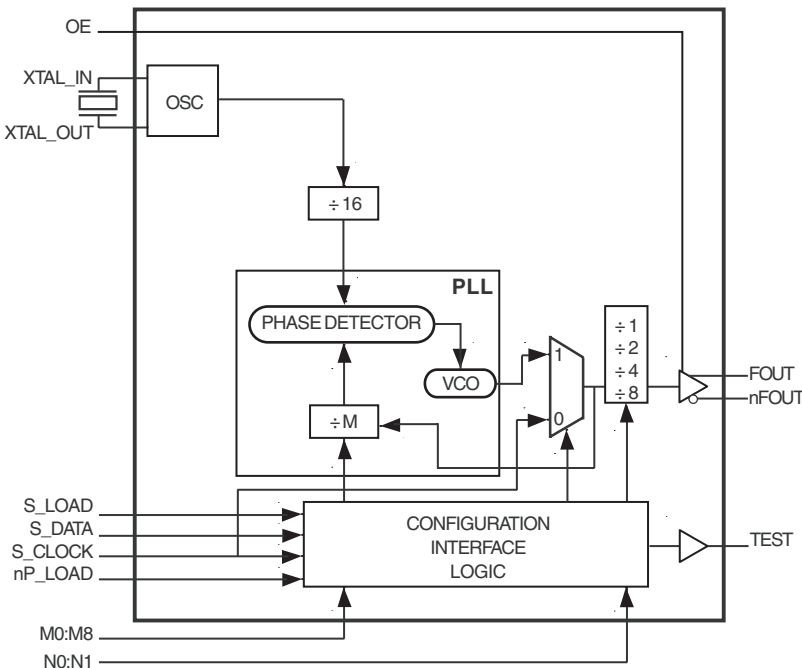 OE
XTAL_IN
OSC
XTAL_OUT
÷ 16
PLL
PHASE DETECTOR
VCO
÷ M
1
0
÷ 1
÷ 2
÷ 4
÷ 8
FOUT
nFOUT
S_LOAD
S_DATA
S_CLOCK
nP_LOAD
CONFIGURATION
INTERFACE
LOGIC
TEST
M0:M8
N0:N1